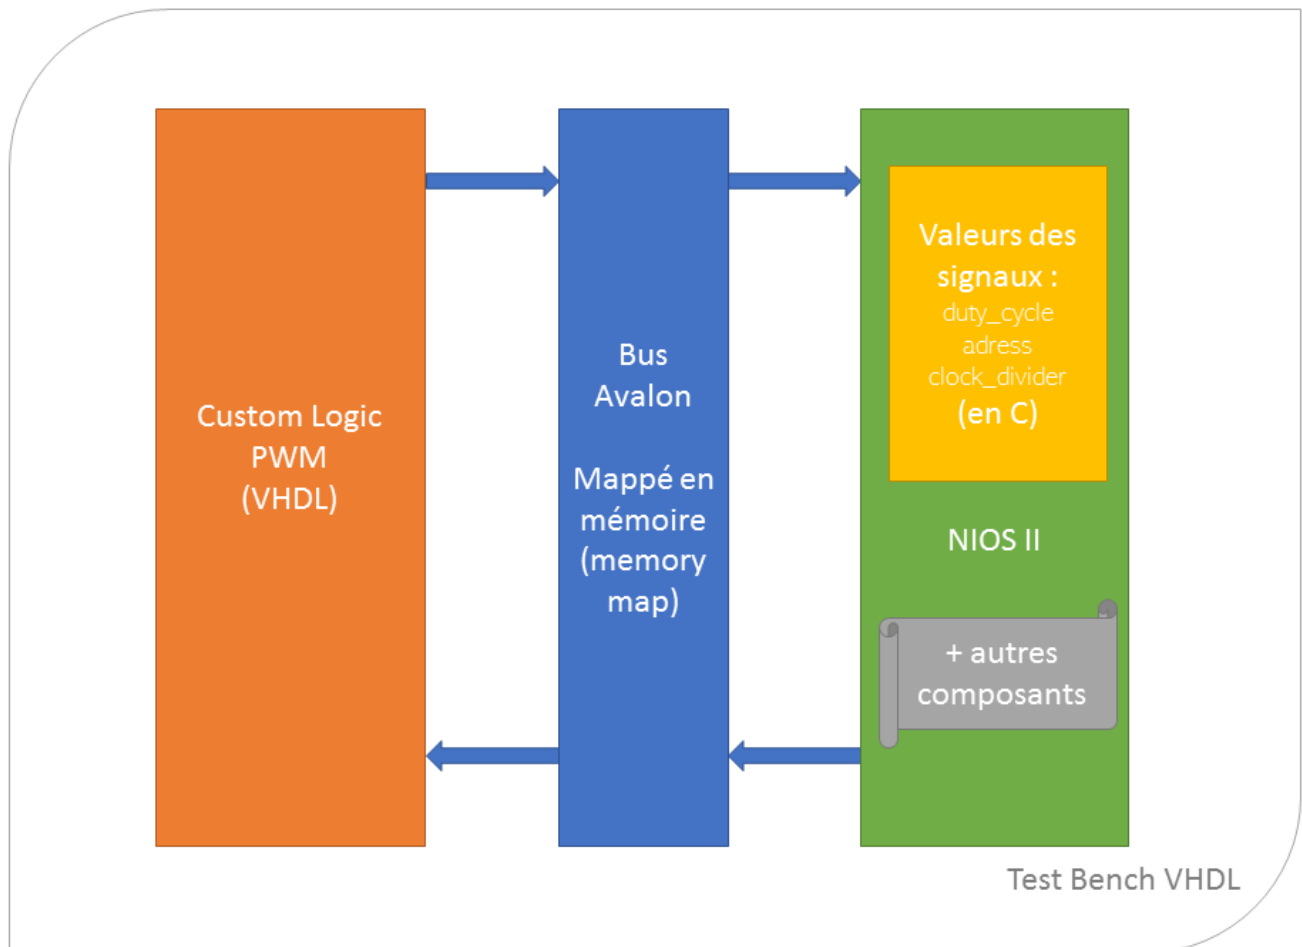 Custom Logic
PWM
(VHDL)
Bus
Avalon
Mappé en
mémoire
(memory
map)
Valeurs des
signaux :
duty_cycle
adress
clock_divider
(en C)
NIOS II
+ autres
composants
Test Bench VHDL